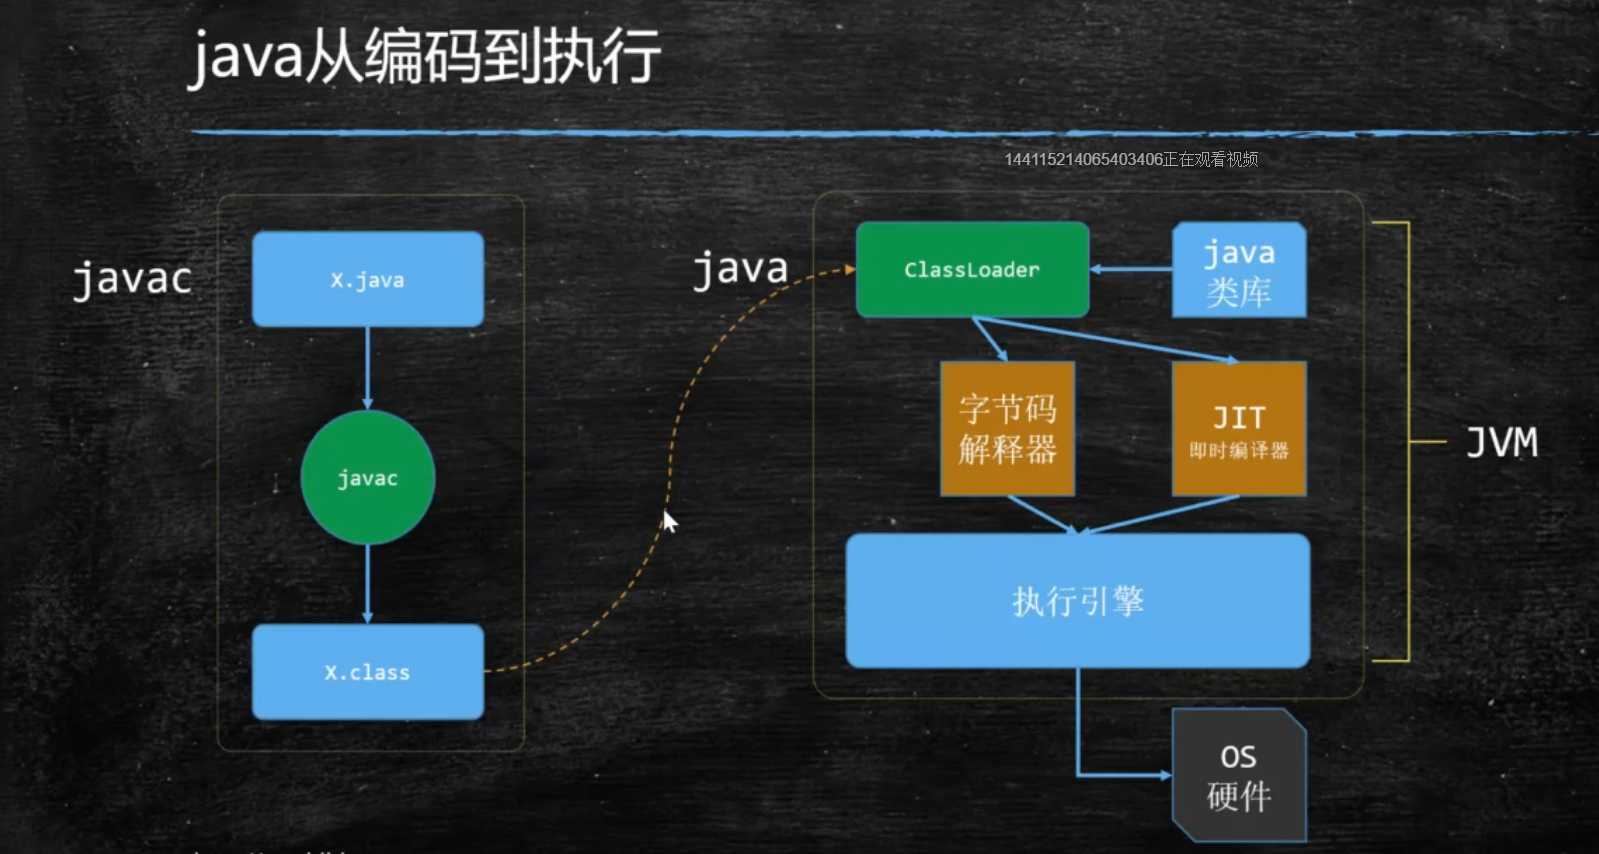 java从编码到执行
144115214065403406正在观看视频
javac
X.java
javac
X.class
java
ClassLoader
java
类库
字节码
解释器
JIT
即时编译器
执行引擎
JVM
OS
硬件